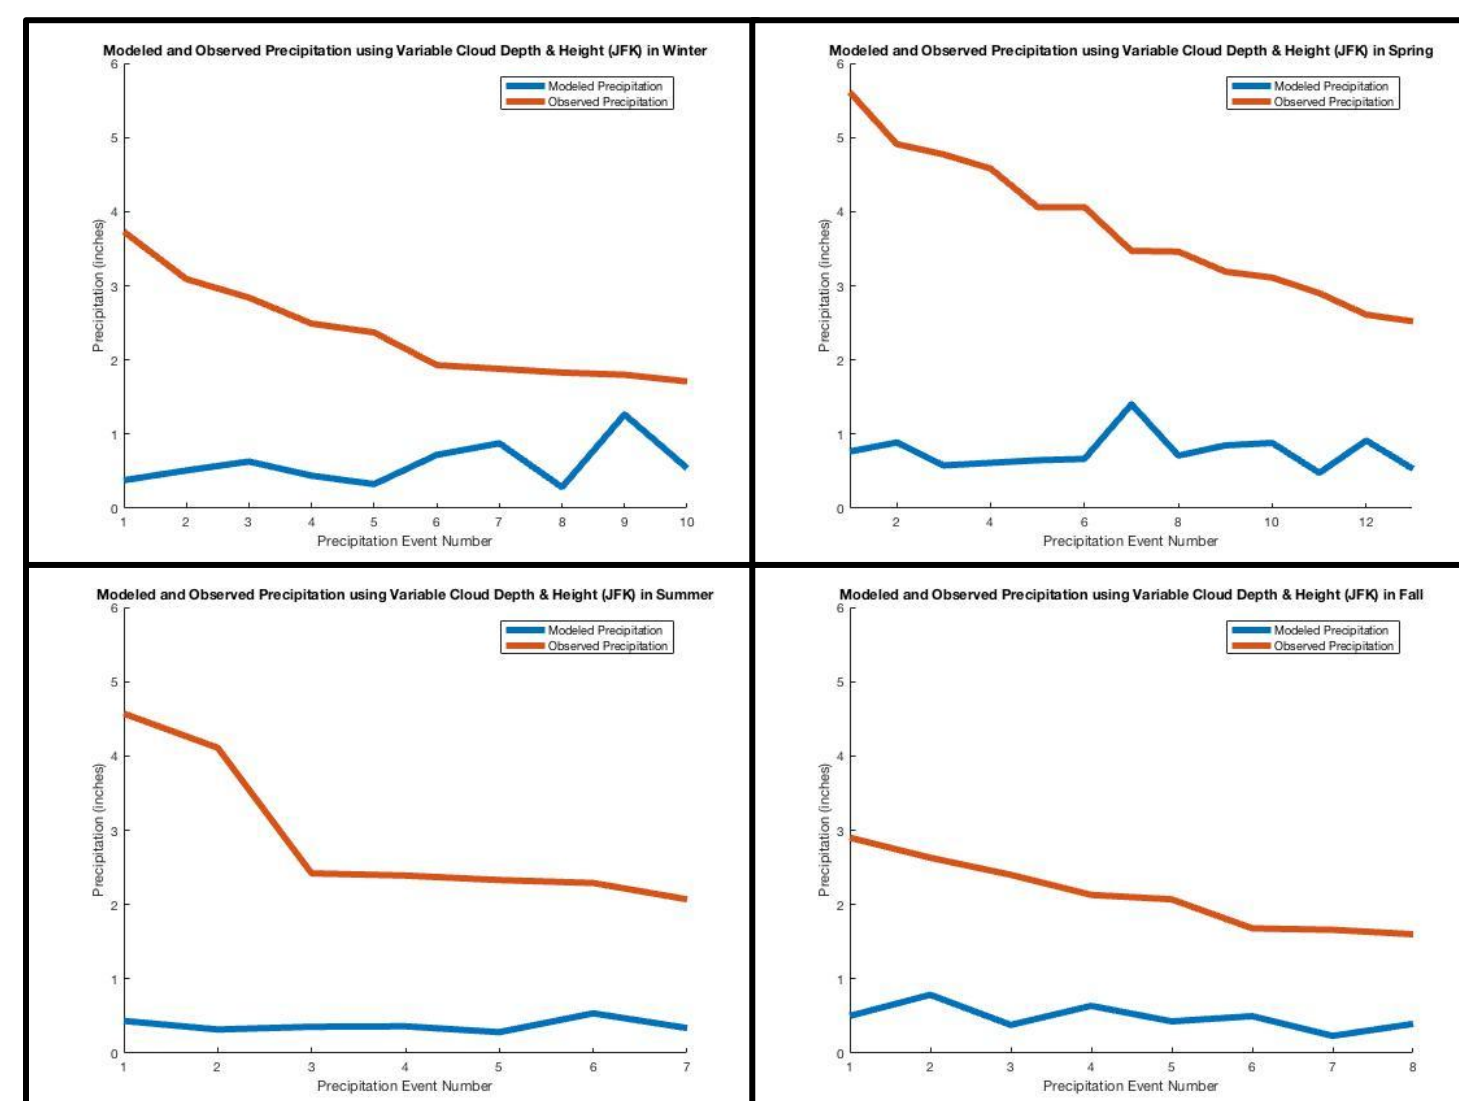 Modeled and Observed Precipitation using Variable Cloud Depth & Height (JFK) in Winter
Modeled Precipitation
Observed Precipitation
6
5
4
3
2
1
0
Precipitation (inches)
1 2 3 4 5 6 7 8 9 10
Precipitation Event Number
Modeled and Observed Precipitation using Variable Cloud Depth & Height (JFK) in Spring
Modeled Precipitation
Observed Precipitation
6
5
4
3
2
1
0
Precipitation (inches)
2 4 6 8 10 12
Precipitation Event Number
Modeled and Observed Precipitation using Variable Cloud Depth & Height (JFK) in Summer
Modeled Precipitation
Observed Precipitation
6
5
4
3
2
1
0
Precipitation (inches)
1 2 3 4 5 6 7
Precipitation Event Number
Modeled and Observed Precipitation using Variable Cloud Depth & Height (JFK) in Fall
Modeled Precipitation
Observed Precipitation
6
5
4
3
2
1
0
Precipitation (inches)
1 2 3 4 5 6 7 8
Precipitation Event Number